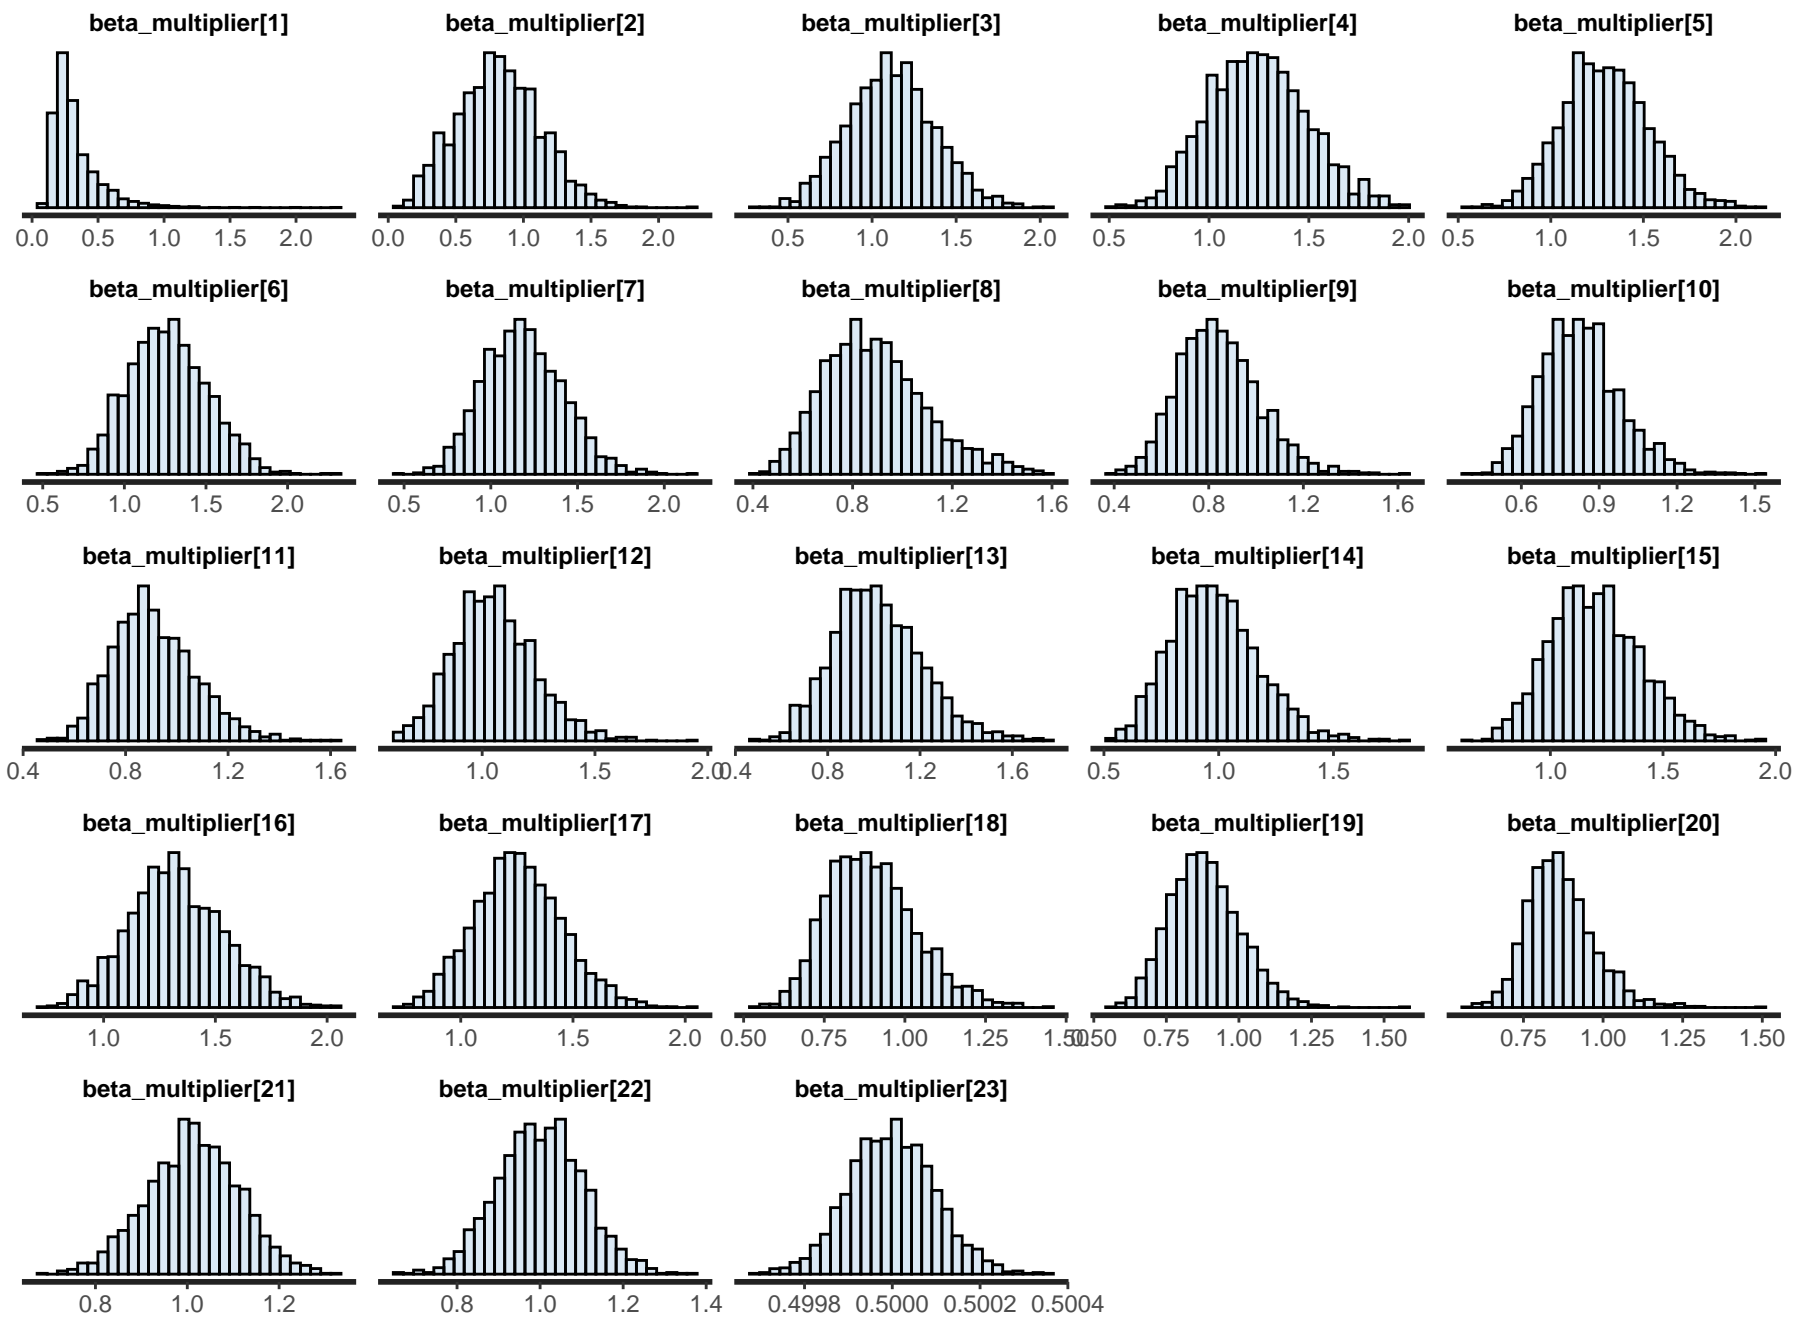 beta_multiplier[1] beta_multiplier[2] beta_multiplier[3] beta_multiplier[4] beta_multiplier[5]
0.0 0.5 1.0 1.5 2.0 0.0 0.5 1.0 1.5 2.0 0.5 1.0 1.5 2.0 0.5 1.0 1.5 2.0 0.5 1.0 1.5 2.0
beta_multiplier[6] beta_multiplier[7] beta_multiplier[8] beta_multiplier[9] beta_multiplier[10]
0.5 1.0 1.5 2.0 0.5 1.0 1.5 2.0 0.4 0.8 1.2 1.6 0.4 0.8 1.2 1.6 0.6 0.9 1.2 1.5
beta_multiplier[11] beta_multiplier[12] beta_multiplier[13] beta_multiplier[14] beta_multiplier[15]
0.4 0.8 1.2 1.6 1.0 1.5 2.0 0.4 0.8 1.2 1.6 0.5 1.0 1.5 1.0 1.5 2.0
beta_multiplier[16] beta_multiplier[17] beta_multiplier[18] beta_multiplier[19] beta_multiplier[20]
1.0 1.5 2.0 1.0 1.5 2.0 0.50 0.75 1.00 1.25 1.50 0.50 0.75 1.00 1.25 1.50 0.75 1.00 1.25 1.50
beta_multiplier[21] beta_multiplier[22] beta_multiplier[23]
0.8 1.0 1.2 0.8 1.0 1.2 1.4 0.4998 0.5000 0.5002 0.5004